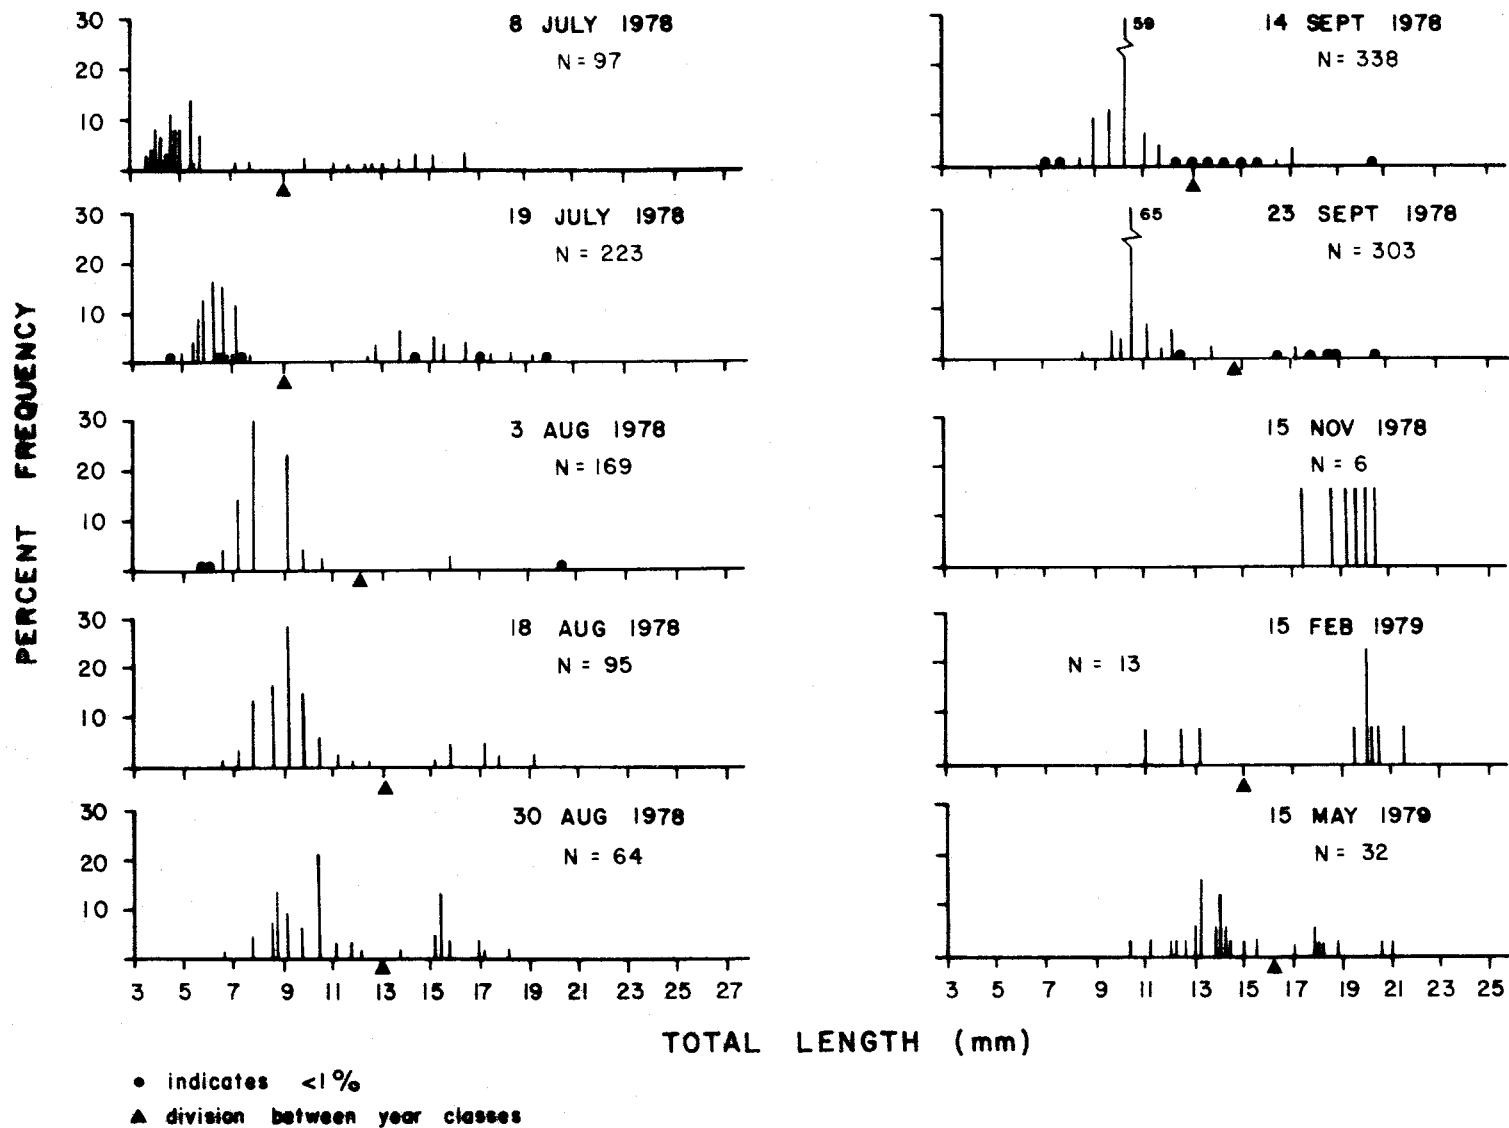 30
20
10
8 JULY 1978
N = 97
30
20
10
19 JULY 1978
N = 223
30
20
10
3 AUG 1978
N = 169
30
20
10
18 AUG 1978
N = 95
30
20
10
30 AUG 1978
N = 64
3 5 7 9 11 13 15 17 19 21 23 25 27
59
14 SEPT 1978
N = 338
65
23 SEPT 1978
N = 303
15 NOV 1978
N = 6
15 FEB 1979
N = 13
15 MAY 1979
N = 32
3 5 7 9 11 13 15 17 19 21 23 25
PERCENT FREQUENCY
TOTAL LENGTH (mm)
● indicates <1%
▲ division between year classes